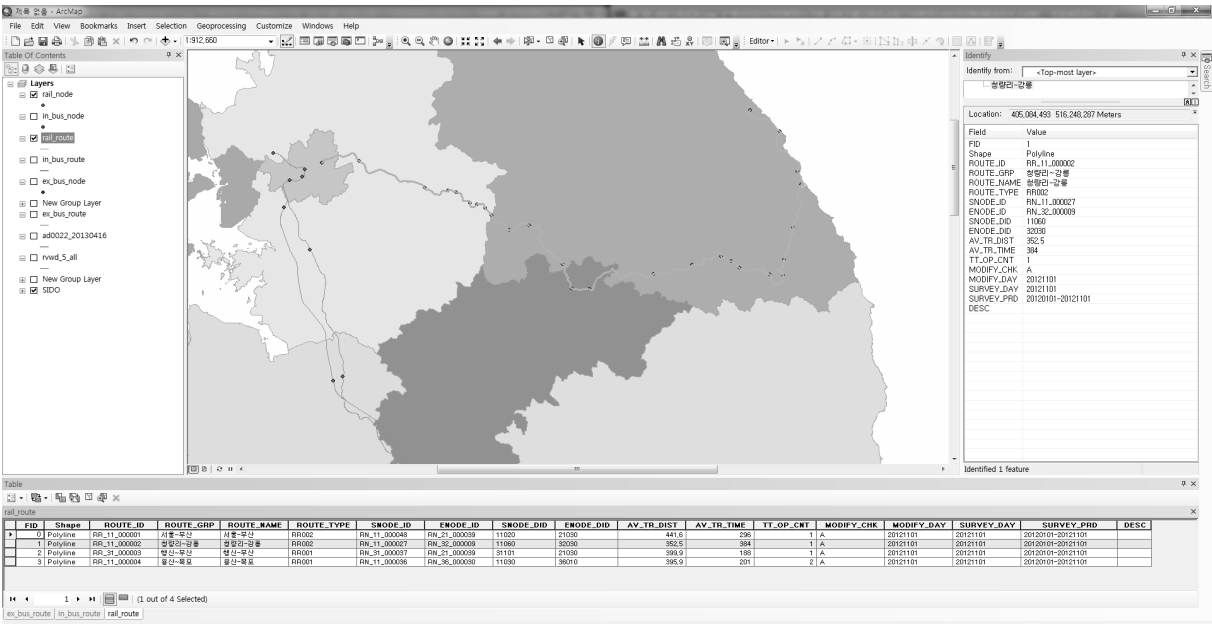 제목 없음 - ArcMap
File Edit View Bookmarks Insert Selection Geoprocessing Customize Windows Help
1:912,660
Editor
Table Of Contents
Layers
rail_node
in_bus_node
rail_route
in_bus_route
ex_bus_node
New Group Layer
ex_bus_route
ad0022_20130416
rvwd_5_all
New Group Layer
SIDO
Identify
Identify from: <Top-most layer>
청량리~강릉
Location: 405,084,493 516,248,287 Meters
Field Value
FID 1
Shape Polyline
ROUTE_ID RR_11_000002
ROUTE_GRP 청량리~강릉
ROUTE_NAME 청량리~강릉
ROUTE_TYPE RR002
SNODE_ID RN_11_000027
ENODE_ID RN_32_000009
SNODE_DID 11060
ENODE_DID 32030
AV_TR_DIST 352,5
AV_TR_TIME 384
TT_OP_CNT 1
MODIFY_CHK A
MODIFY_DAY 20121101
SURVEY_DAY 20121101
SURVEY_PRD 20120101~20121101
DESC
Identified 1 feature
Search
Table
rail_route
FID Shape ROUTE_ID ROUTE_GRP ROUTE_NAME ROUTE_TYPE SNODE_ID ENODE_ID SNODE_DID ENODE_DID AV_TR_DIST AV_TR_TIME TT_OP_CNT MODIFY_CHK MODIFY_DAY SURVEY_DAY SURVEY_PRD DESC
0 Polyline RR_11_000001 서울~부산 서울~부산 RR002 RN_11_000048 RN_21_000039 11020 21030 441,6 296 1 A 20121101 20121101 20120101~20121101
1 Polyline RR_11_000002 청량리~강릉 청량리~강릉 RR002 RN_11_000027 RN_32_000009 11060 32030 352,5 384 1 A 20121101 20121101 20120101~20121101
2 Polyline RR_31_000003 행신~부산 행신~부산 RR001 RN_31_000037 RN_21_000039 31101 21030 399,9 188 1 A 20121101 20121101 20120101~20121101
3 Polyline RR_11_000004 용산~목포 용산~목포 RR001 RN_11_000036 RN_36_000030 11030 36010 395,9 201 2 A 20121101 20121101 20120101~20121101
1 (1 out of 4 Selected)
ex_bus_route in_bus_route rail_route